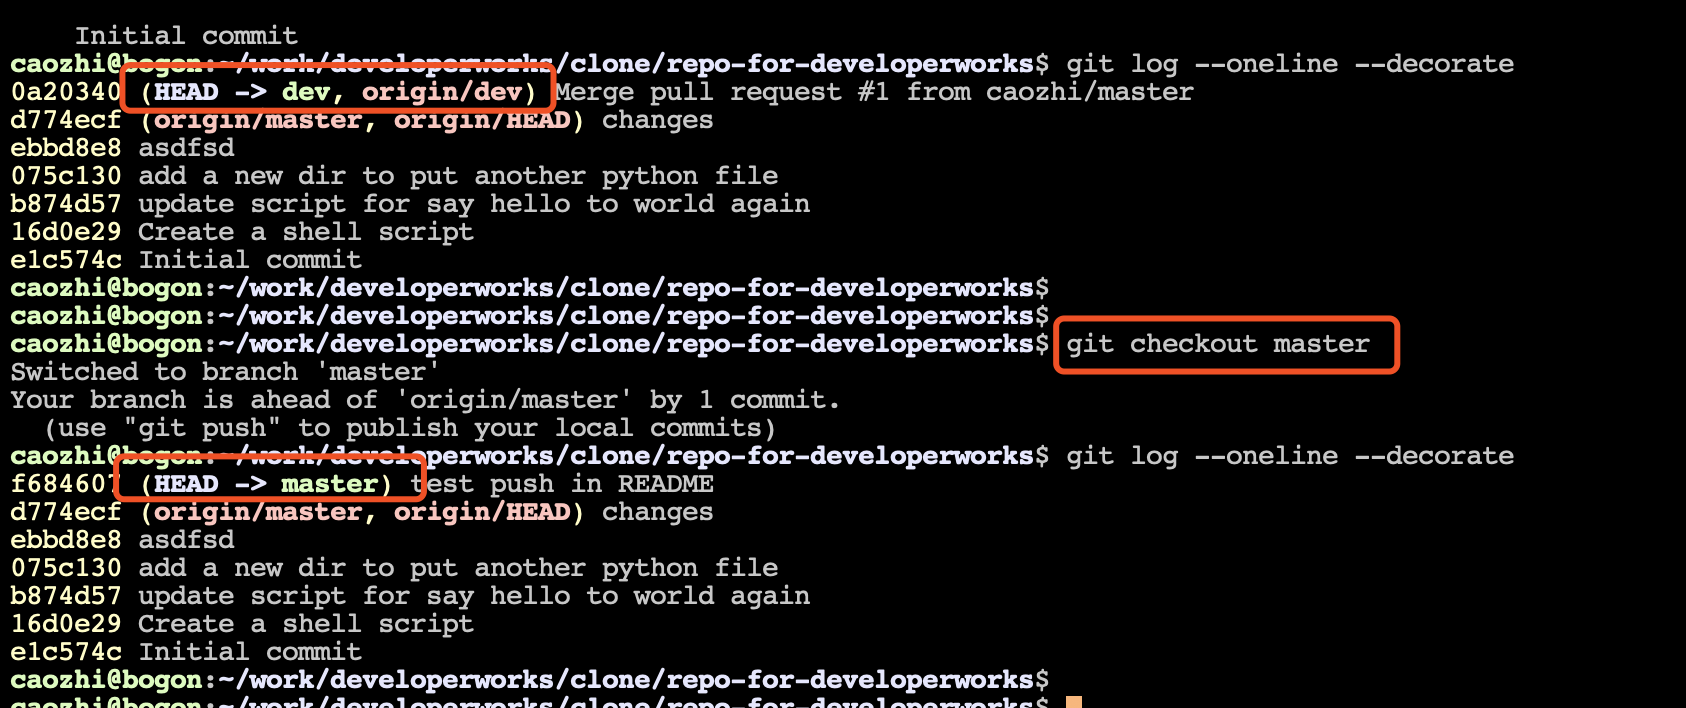 Initial commit
caozhi@bogon:~/work/developerworks/clone/repo-for-developerworks$ git log --oneline --decorate
0a20340 (HEAD -> dev, origin/dev) Merge pull request #1 from caozhi/master
d774ecf (origin/master, origin/HEAD) changes
ebbd8e8 asdfsd
075c130 add a new dir to put another python file
b874d57 update script for say hello to world again
16d0e29 Create a shell script
e1c574c Initial commit
caozhi@bogon:~/work/developerworks/clone/repo-for-developerworks$
caozhi@bogon:~/work/developerworks/clone/repo-for-developerworks$
caozhi@bogon:~/work/developerworks/clone/repo-for-developerworks$ git checkout master
Switched to branch 'master'
Your branch is ahead of 'origin/master' by 1 commit.
(use "git push" to publish your local commits)
caozhi@bogon:~/work/developerworks/clone/repo-for-developerworks$ git log --oneline --decorate
f684607 (HEAD -> master) test push in README
d774ecf (origin/master, origin/HEAD) changes
ebbd8e8 asdfsd
075c130 add a new dir to put another python file
b874d57 update script for say hello to world again
16d0e29 Create a shell script
e1c574c Initial commit
caozhi@bogon:~/work/developerworks/clone/repo-for-developerworks$
caozhi@bogon:~/work/developerworks/clone/repo-for-developerworks$